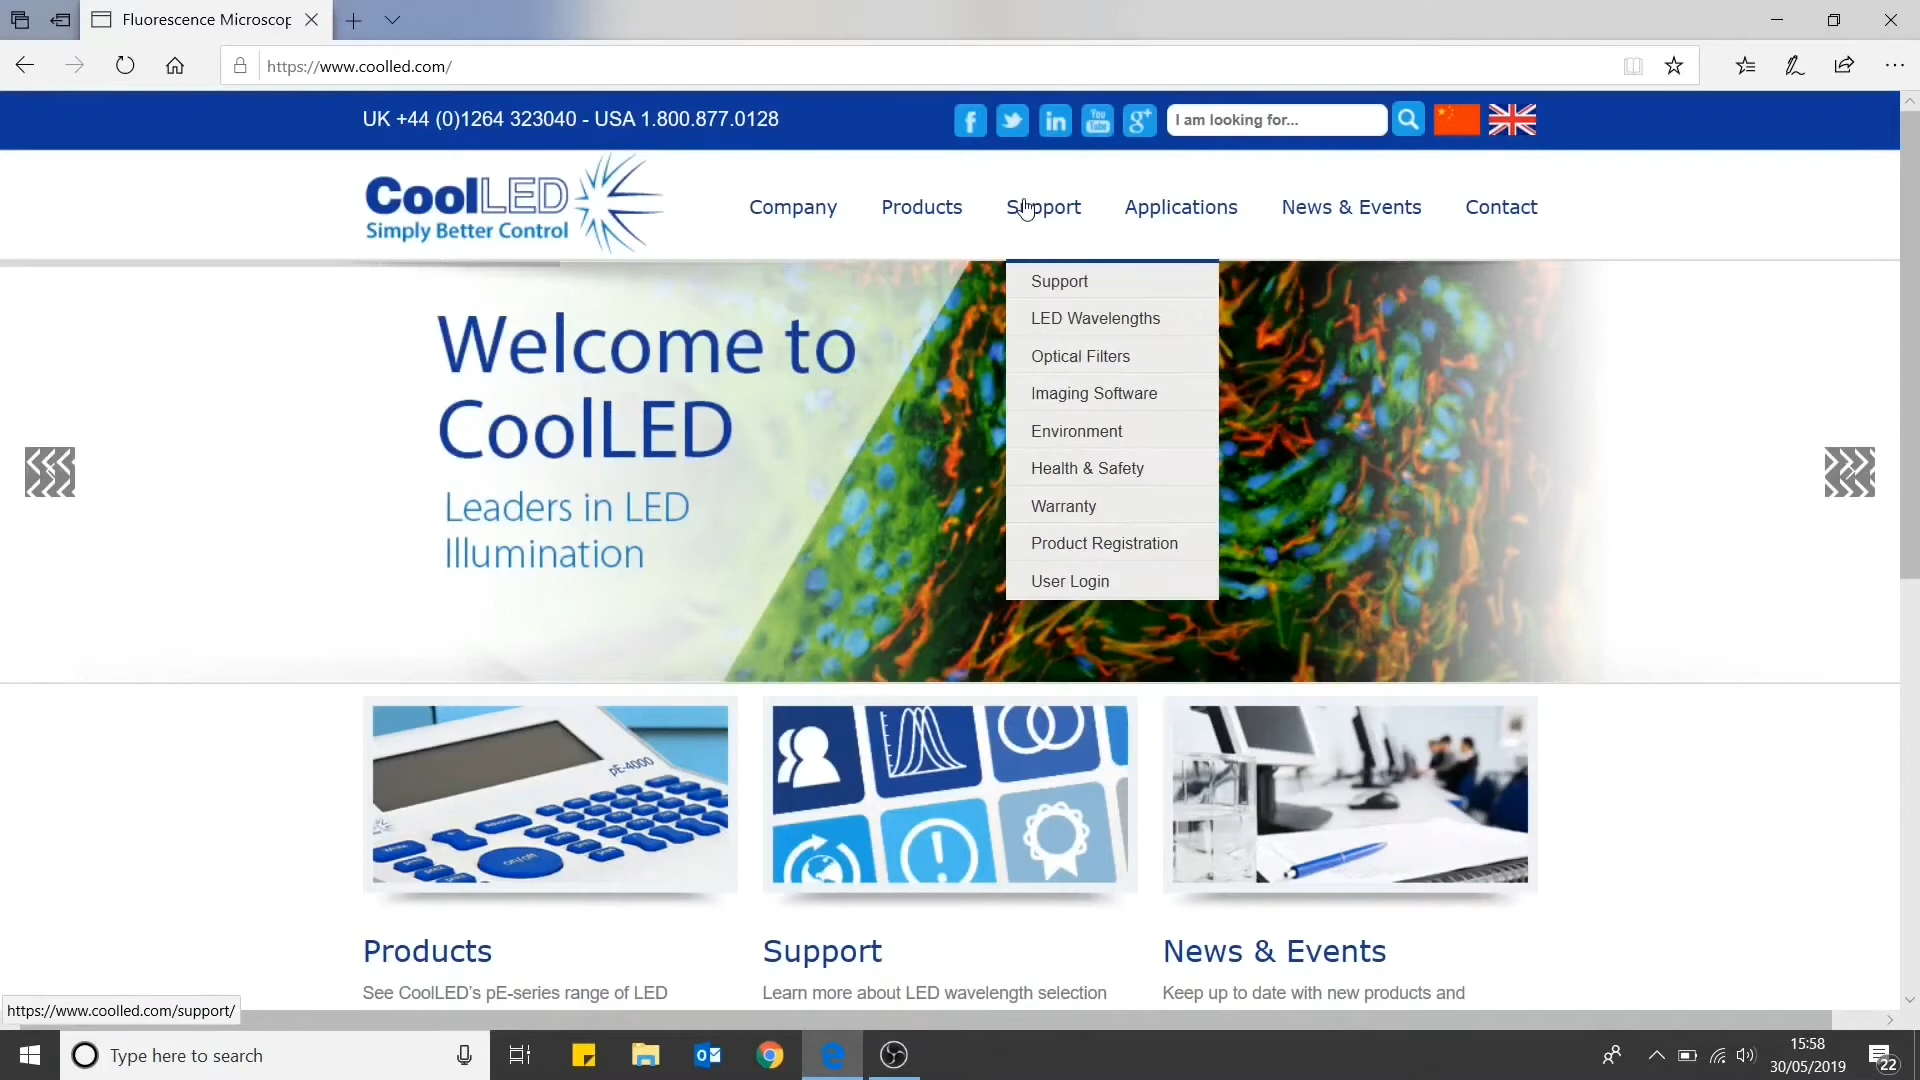 Fluorescence Microscop
https://www.coolled.com/
UK +44 (0)1264 323040 - USA 1.800.877.0128
I am looking for...
CoolLED
Simply Better Control
Company
Products
Support
Applications
News & Events
Contact
Support
LED Wavelengths
Optical Filters
Imaging Software
Environment
Health & Safety
Warranty
Product Registration
User Login
Welcome to
CoolLED
Leaders in LED
Illumination
pE-4000
on/off
Products
Support
News & Events
See CoolLED's pE-series range of LED
Learn more about LED wavelength selection
Keep up to date with new products and
https://www.coolled.com/support/
Type here to search
15:58
30/05/2019
22